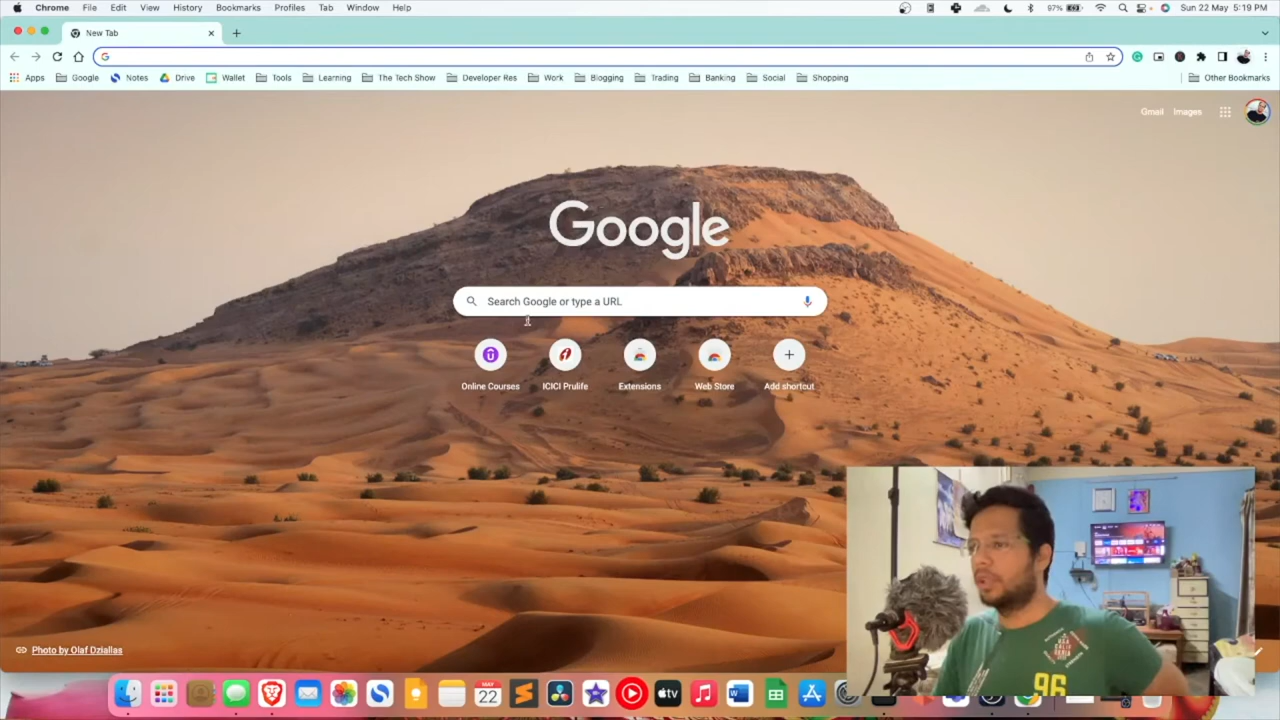 Chrome File Edit View History Bookmarks Profiles Tab Window Help 97% Sun 22 May 5:19 PM
New Tab
Apps Google Notes Drive Wallet Tools Learning The Tech Show Developer Res Work Blogging Trading Banking Social Shopping Other Bookmarks
Gmail Images
Google
Search Google or type a URL
Online Courses ICICI Prulife Extensions Web Store Add shortcut
Photo by Olaf Dziallas
96
MAY
22
tv